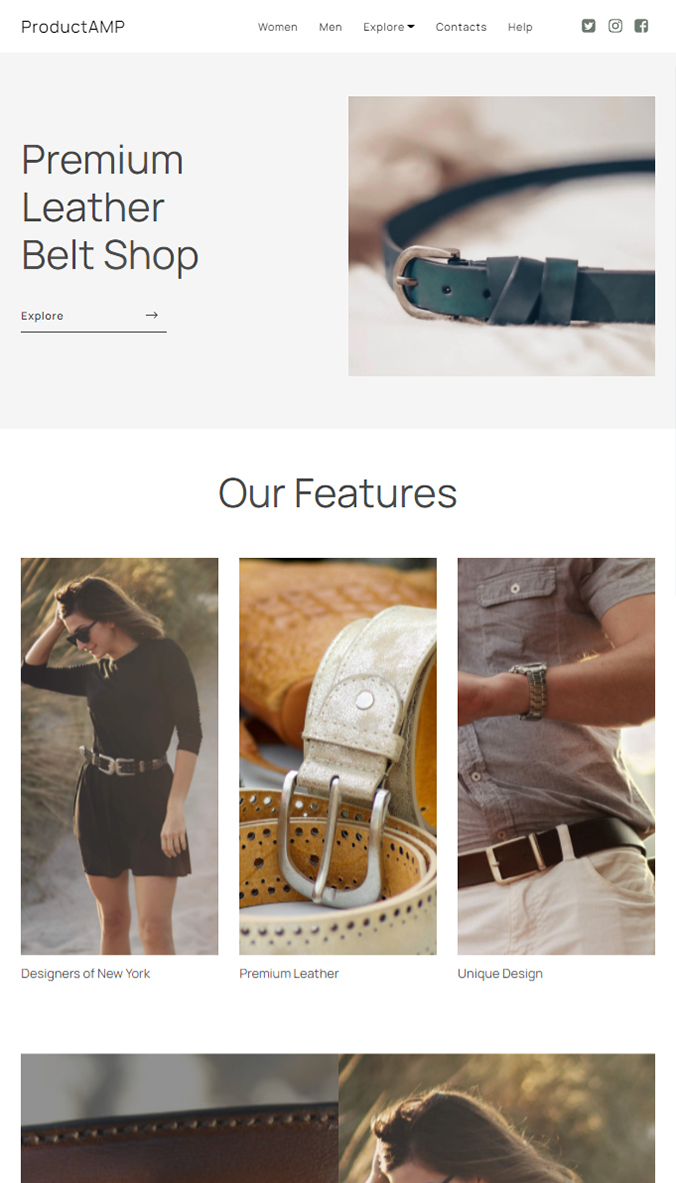 ProductAMP
Women Men Explore Contacts Help
Premium
Leather
Belt Shop
Explore
Our Features
Designers of New York
Premium Leather
Unique Design